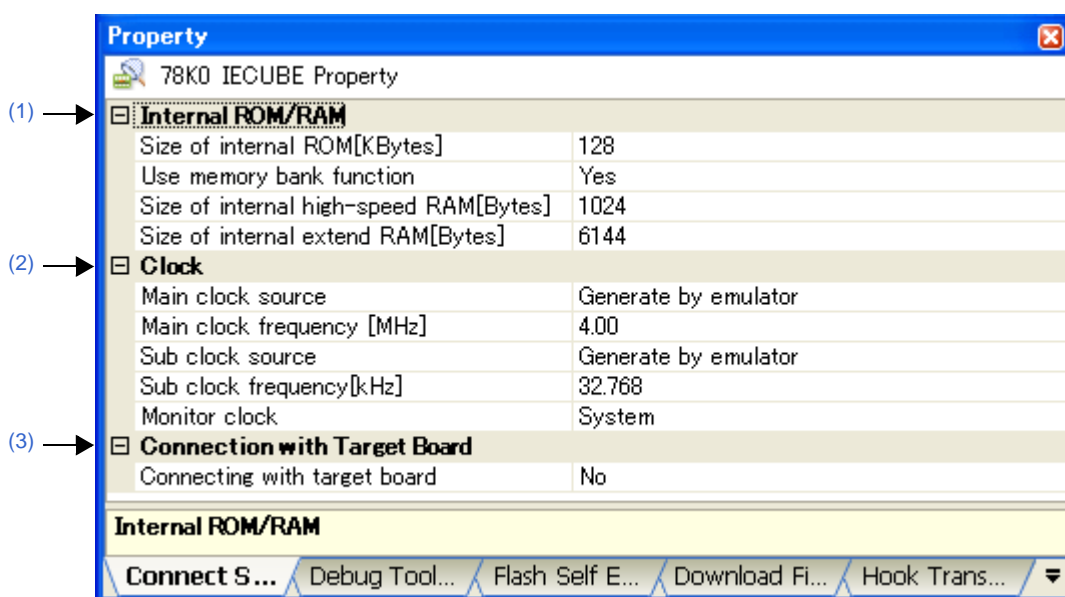 Property
78K0 IECUBE Property
(1) Internal ROM/RAM
Size of internal ROM[KBytes] 128
Use memory bank function Yes
Size of internal high-speed RAM[Bytes] 1024
Size of internal extend RAM[Bytes] 6144
(2) Clock
Main clock source Generate by emulator
Main clock frequency [MHz] 4.00
Sub clock source Generate by emulator
Sub clock frequency[kHz] 32.768
Monitor clock System
(3) Connection with Target Board
Connecting with target board No
Internal ROM/RAM
Connect S... Debug Tool... Flash Self E... Download Fi... Hook Trans...